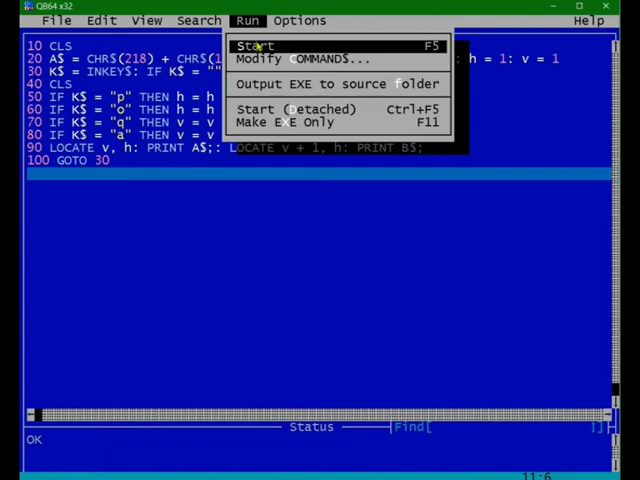 QB64 x32
File Edit View Search Run Options Help
Start F5
Modify COMMAND$...
Output EXE to source folder
Start (Detached) Ctrl+F5
Make EXE Only F11
10 CLS
20 A$ = CHR$(218) + CHR$(1 : h = 1: v = 1
30 K$ = INKEY$: IF K$ = ""
40 CLS
50 IF K$ = "p" THEN h = h
60 IF K$ = "o" THEN h = h
70 IF K$ = "q" THEN v = v
80 IF K$ = "a" THEN v = v
90 LOCATE v, h: PRINT A$;: LOCATE v + 1, h: PRINT B$;
100 GOTO 30
Status Find[ ]
OK
11:6